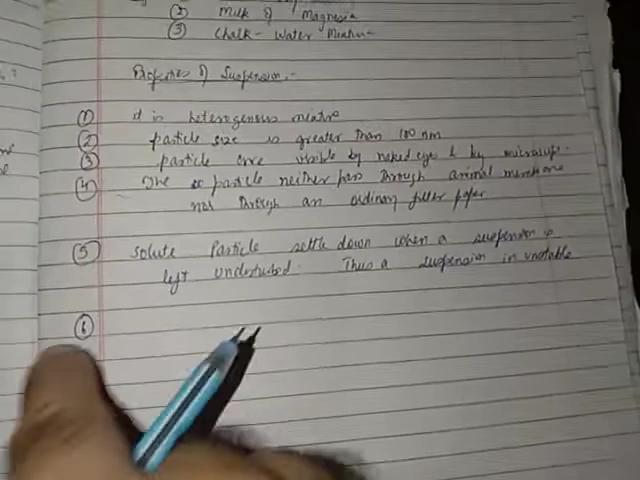 ② Milk of Magnesia
③ Chalk - Water Mixture
Properties of Suspension:-
① it is heterogenous mixture
② particle size is greater than 100 nm
③ particle are visible by naked eyes & by microscope.
④ The particle neither pass through animal membrane
nor through an ordinary filter paper
⑤ Solute Particle settle down when a suspension is
left undisturbed. Thus a suspension is unstable
⑥